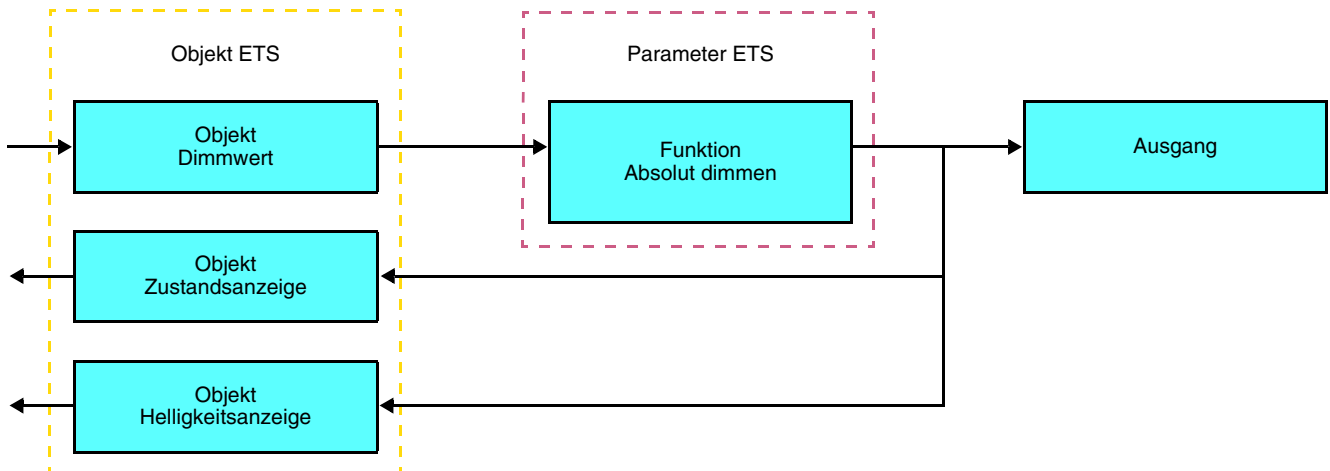 Objekt ETS
Parameter ETS
Objekt
Dimmwert
Funktion
Absolut dimmen
Ausgang
Objekt
Zustandsanzeige
Objekt
Helligkeitsanzeige